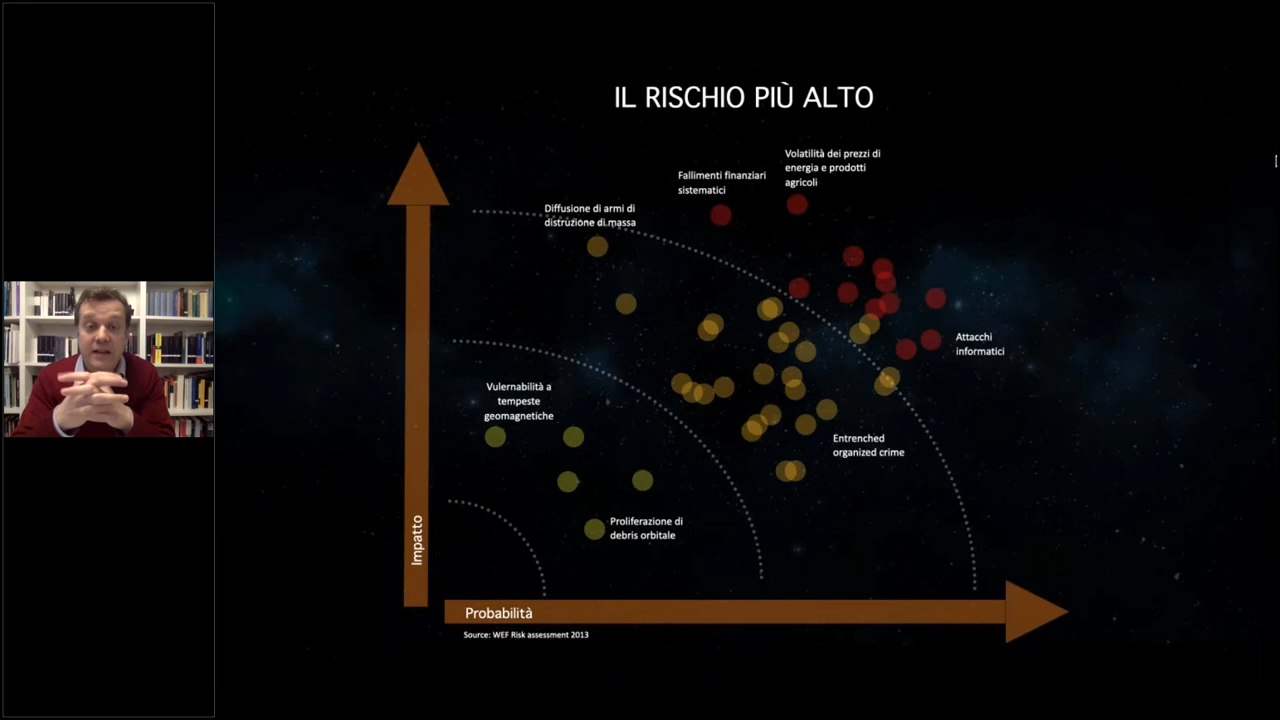 IL RISCHIO PIÙ ALTO
Volatilità dei prezzi di
energia e prodotti
agricoli
Fallimenti finanziari
sistematici
Diffusione di armi di
distruzione di massa
Attacchi
informatici
Vulernabilità a
tempeste
geomagnetiche
Entrenched
organized crime
Proliferazione di
debris orbitale
Impatto
Probabilità
Source: WEF Risk assessment 2013